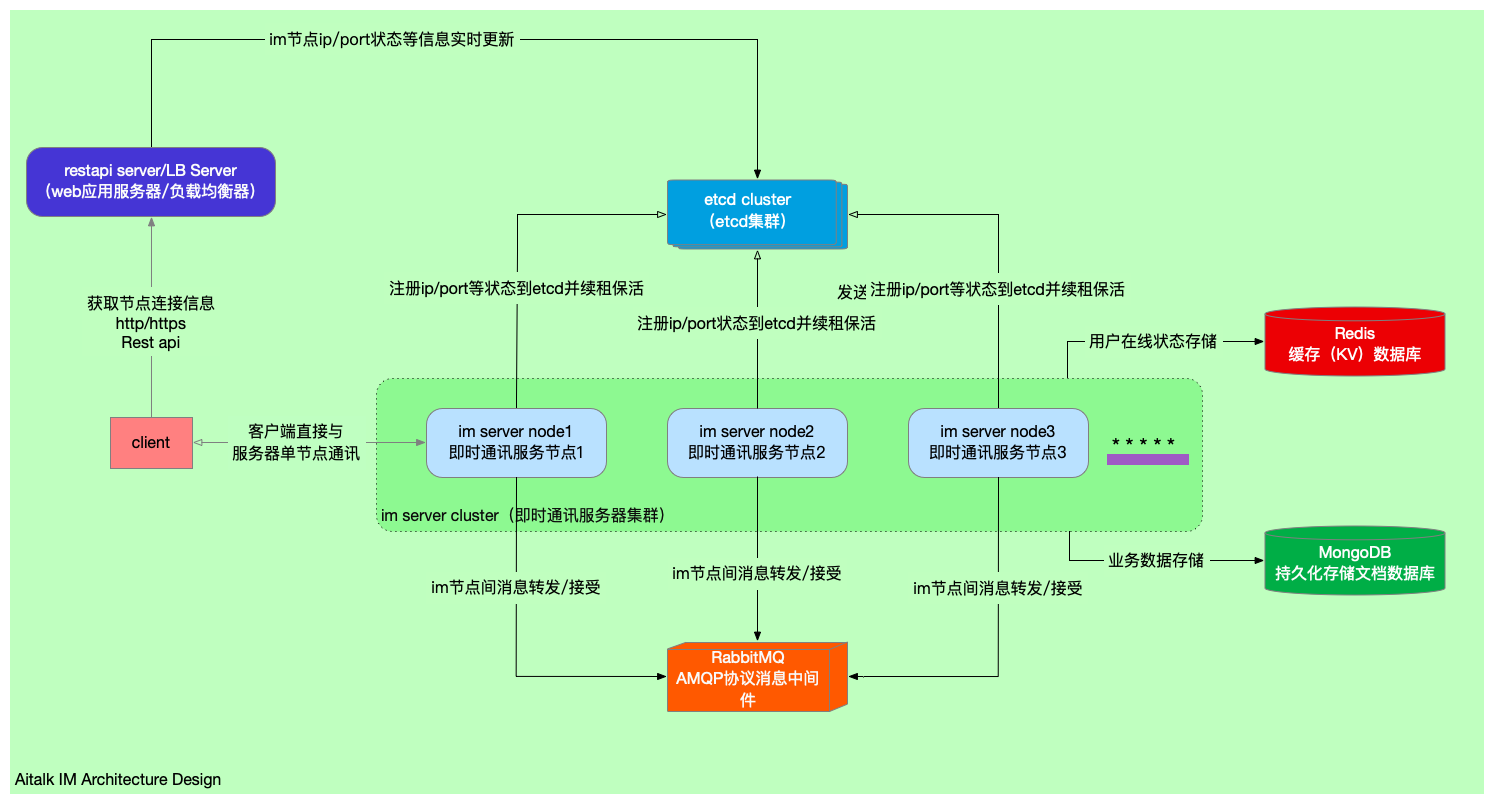 im节点ip/port状态等信息实时更新
restapi server/LB Server
（web应用服务器/负载均衡器）
etcd cluster
（etcd集群）
注册ip/port等状态到etcd并续租保活
发送
注册ip/port等状态到etcd并续租保活
注册ip/port状态到etcd并续租保活
获取节点连接信息
http/https
Rest api
用户在线状态存储
Redis
缓存（KV）数据库
client
客户端直接与
服务器单节点通讯
im server node1
即时通讯服务节点1
im server node2
即时通讯服务节点2
im server node3
即时通讯服务节点3
* * * * *
im server cluster（即时通讯服务器集群）
业务数据存储
MongoDB
持久化存储文档数据库
im节点间消息转发/接受
im节点间消息转发/接受
im节点间消息转发/接受
RabbitMQ
AMQP协议消息中间
件
Aitalk IM Architecture Design